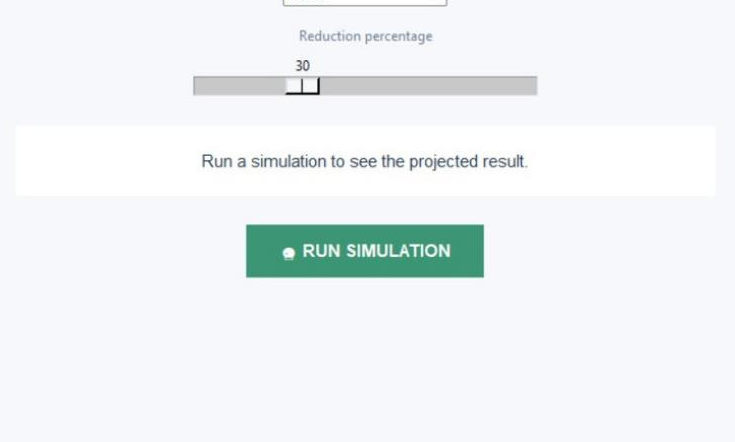 Reduction percentage
30
Run a simulation to see the projected result.
RUN SIMULATION